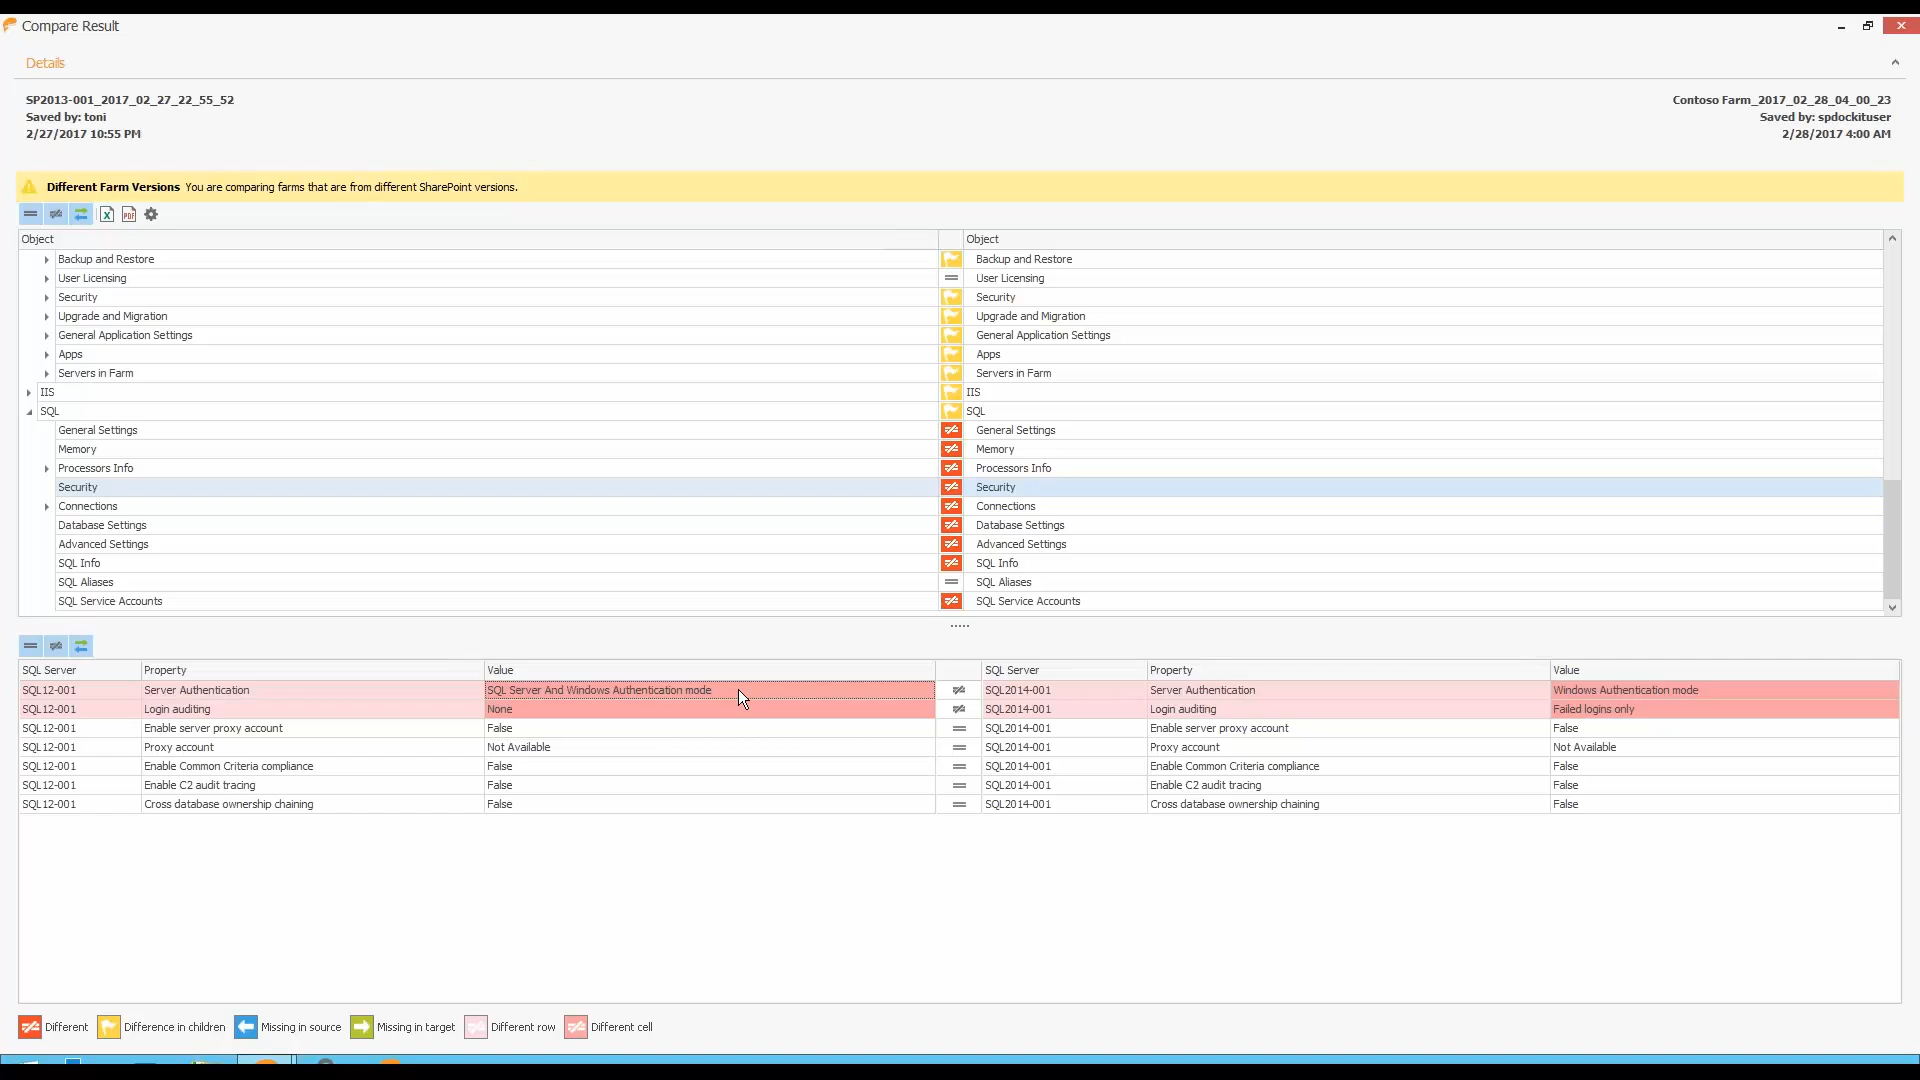 Compare Result
Details
SP2013-001_2017_02_27_22_55_52 Contoso Farm_2017_02_28_04_00_23
Saved by: toni Saved by: spdockituser
2/27/2017 10:55 PM 2/28/2017 4:00 AM
Different Farm Versions You are comparing farms that are from different SharePoint versions.
Object Object
Backup and Restore Backup and Restore
User Licensing User Licensing
Security Security
Upgrade and Migration Upgrade and Migration
General Application Settings General Application Settings
Apps Apps
Servers in Farm Servers in Farm
IIS IIS
SQL SQL
General Settings General Settings
Memory Memory
Processors Info Processors Info
Security Security
Connections Connections
Database Settings Database Settings
Advanced Settings Advanced Settings
SQL Info SQL Info
SQL Aliases SQL Aliases
SQL Service Accounts SQL Service Accounts
SQL Server Property Value SQL Server Property Value
SQL12-001 Server Authentication SQL Server And Windows Authentication mode SQL2014-001 Server Authentication Windows Authentication mode
SQL12-001 Login auditing None SQL2014-001 Login auditing Failed logins only
SQL12-001 Enable server proxy account False SQL2014-001 Enable server proxy account False
SQL12-001 Proxy account Not Available SQL2014-001 Proxy account Not Available
SQL12-001 Enable Common Criteria compliance False SQL2014-001 Enable Common Criteria compliance False
SQL12-001 Enable C2 audit tracing False SQL2014-001 Enable C2 audit tracing False
SQL12-001 Cross database ownership chaining False SQL2014-001 Cross database ownership chaining False
Different Difference in children Missing in source Missing in target Different row Different cell